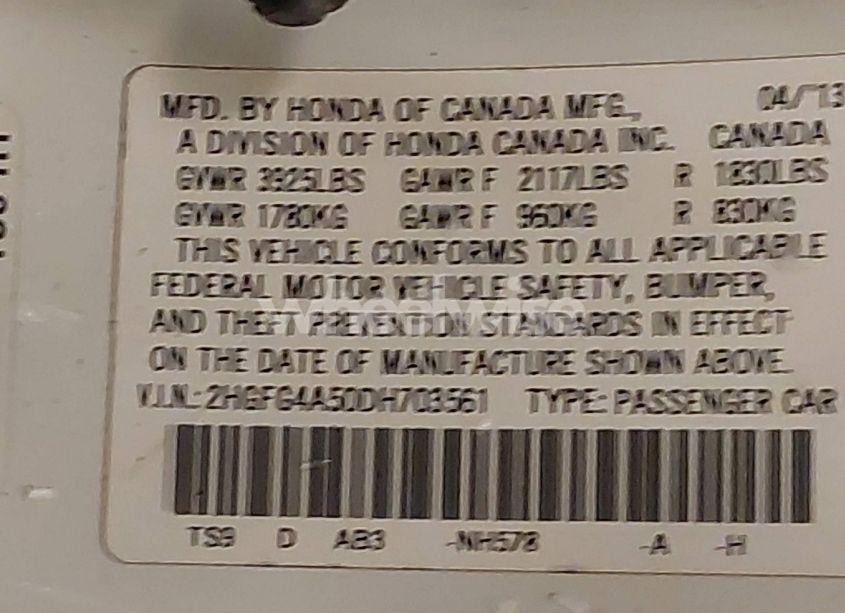 MFD. BY HONDA OF CANADA MFG., 04/13
A DIVISION OF HONDA CANADA INC. CANADA
GVWR 3925LBS GAWR F 2117LBS R 1830LBS
GVWR 1780KG GAWR F 960KG R 830KG
THIS VEHICLE CONFORMS TO ALL APPLICABLE
FEDERAL MOTOR VEHICLE SAFETY, BUMPER,
AND THEFT PREVENTION STANDARDS IN EFFECT
ON THE DATE OF MANUFACTURE SHOWN ABOVE.
V.I.N.: 2HGFG4A50DH703561 TYPE: PASSENGER CAR
TS9 D AB3 -NH578 -A -H
Wheelwise